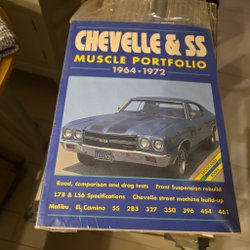 CHEVELLE & SS
MUSCLE PORTFOLIO
1964-1972
Road, comparison and drag tests Front Suspension rebuild
L78 & LS6 Specifications Chevelle street machine build-up
Malibu EL Camino SS 283 327 350 396 454 461